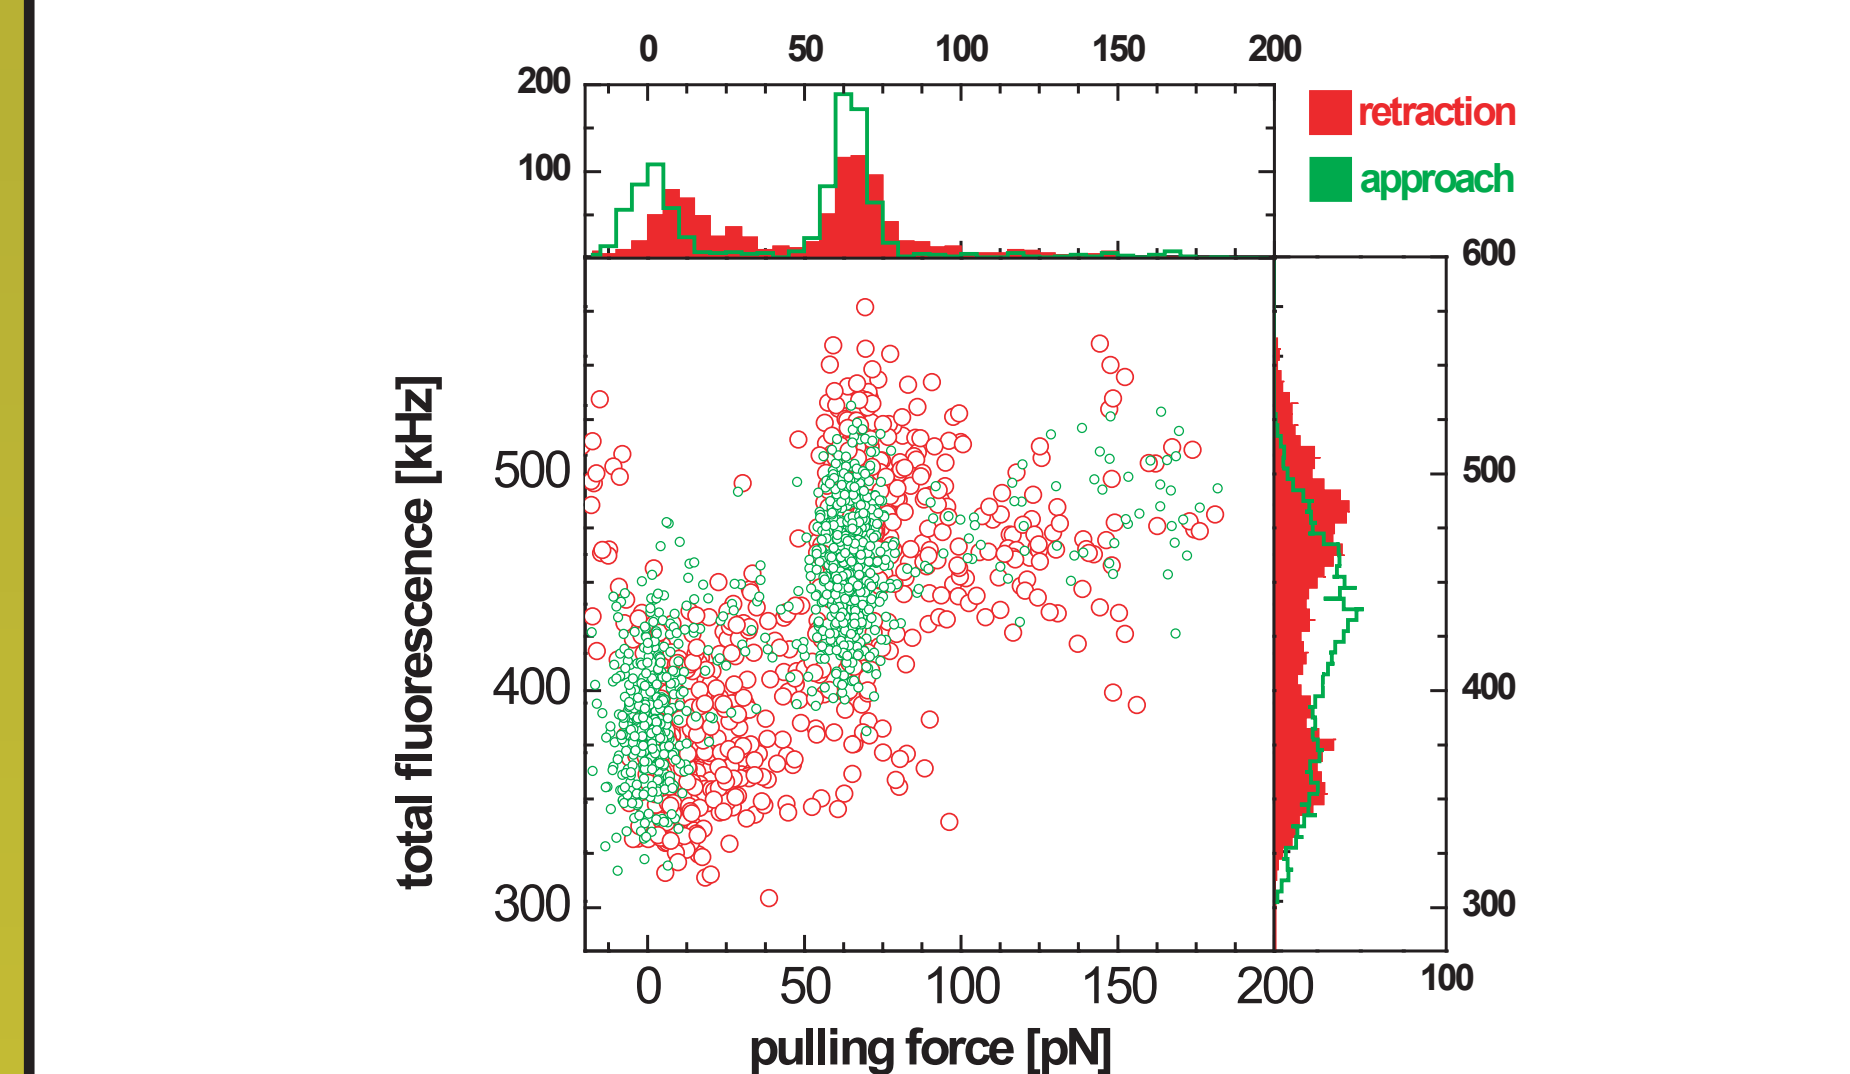 0 50 100 150 200
200
100
retraction
approach
600
500 500
400 400
300 300
total fluorescence [kHz]
0 50 100 150 200 100
pulling force [pN]